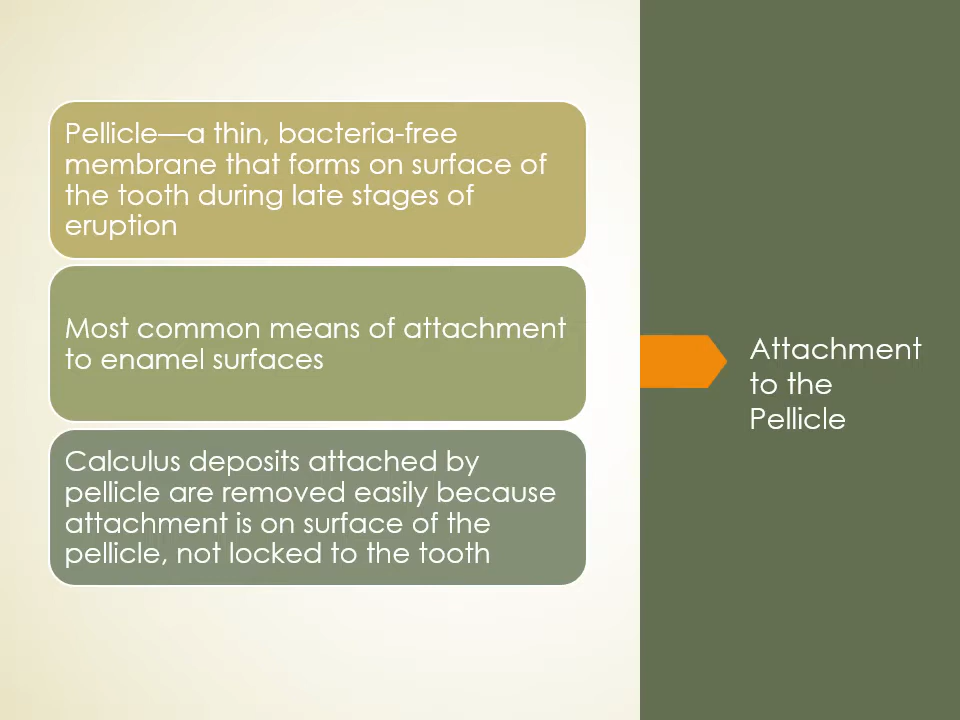 Pellicle—a thin, bacteria-free
membrane that forms on surface of
the tooth during late stages of
eruption
Most common means of attachment
to enamel surfaces
Calculus deposits attached by
pellicle are removed easily because
attachment is on surface of the
pellicle, not locked to the tooth
Attachment
to the
Pellicle